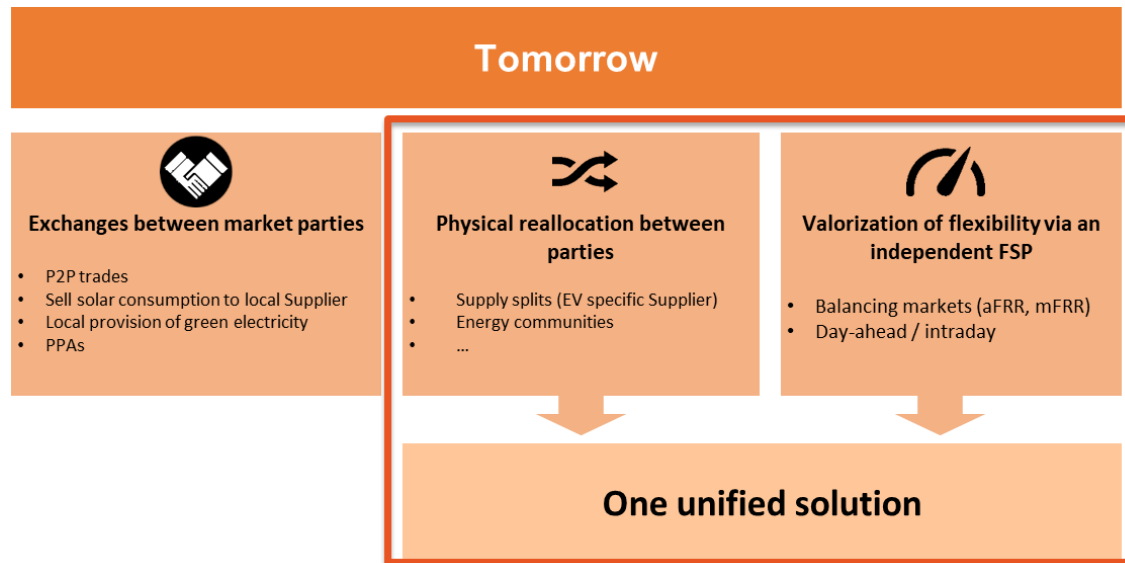 Tomorrow
Exchanges between market parties
• P2P trades
• Sell solar consumption to local Supplier
• Local provision of green electricity
• PPAs
Physical reallocation between
parties
• Supply splits (EV specific Supplier)
• Energy communities
• ...
Valorization of flexibility via an
independent FSP
• Balancing markets (aFRR, mFRR)
• Day-ahead / intraday
One unified solution